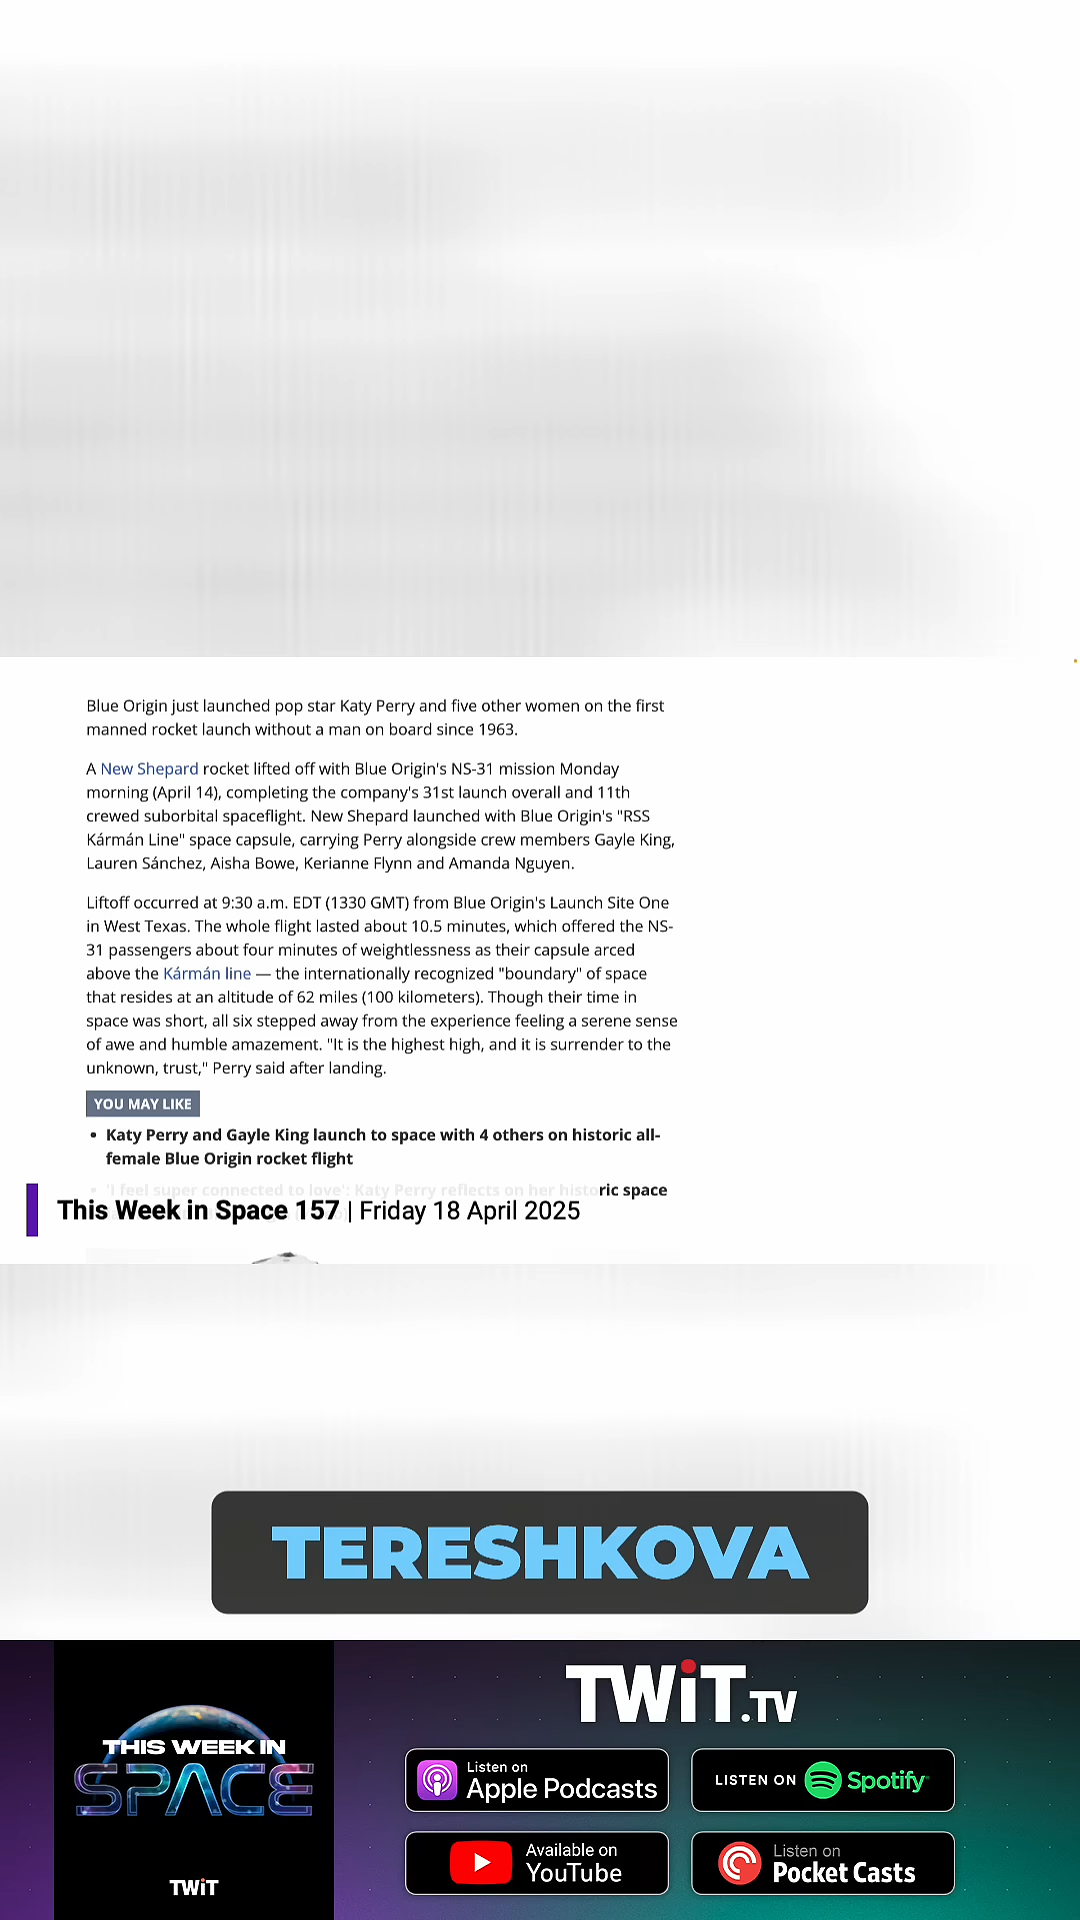 Blue Origin just launched pop star Katy Perry and five other women on the first
manned rocket launch without a man on board since 1963.
A New Shepard rocket lifted off with Blue Origin's NS-31 mission Monday
morning (April 14), completing the company's 31st launch overall and 11th
crewed suborbital spaceflight. New Shepard launched with Blue Origin's "RSS
Kármán Line" space capsule, carrying Perry alongside crew members Gayle King,
Lauren Sánchez, Aisha Bowe, Kerianne Flynn and Amanda Nguyen.
Liftoff occurred at 9:30 a.m. EDT (1330 GMT) from Blue Origin's Launch Site One
in West Texas. The whole flight lasted about 10.5 minutes, which offered the NS-
31 passengers about four minutes of weightlessness as their capsule arced
above the Kármán line — the internationally recognized "boundary" of space
that resides at an altitude of 62 miles (100 kilometers). Though their time in
space was short, all six stepped away from the experience feeling a serene sense
of awe and humble amazement. "It is the highest high, and it is surrender to the
unknown, trust," Perry said after landing.
YOU MAY LIKE
• Katy Perry and Gayle King launch to space with 4 others on historic all-
female Blue Origin rocket flight
• 'I feel super connected to love': Katy Perry reflects on her historic space
This Week in Space 157 | Friday 18 April 2025
TERESHKOVA
THIS WEEK IN
SPACE
TWiT
TWiT.TV
Listen on
Apple Podcasts
LISTEN ON Spotify
Available on
YouTube
Listen on
Pocket Casts